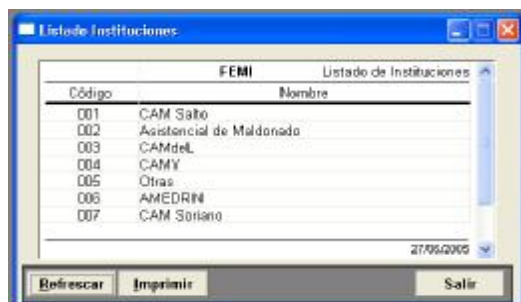 Listado Instituciones
FEMI Listado de Instituciones
Código Nombre
001 CAM Salto
002 Asistencial de Maldonado
003 CAMdeL
004 CAMY
005 Otras
006 AMEDRIN
007 CAM Soriano
27/06/2005
Refrescar Imprimir Salir